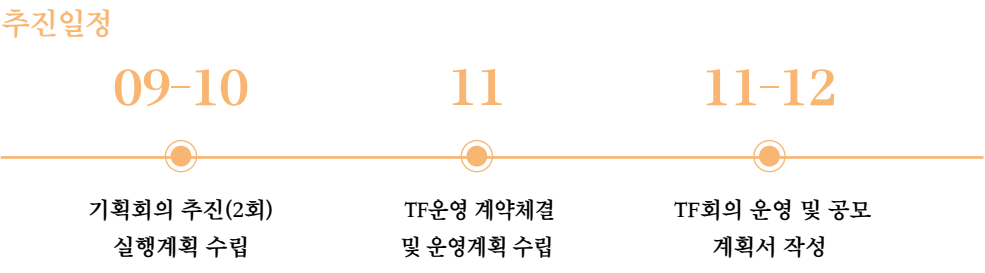 추진일정
09-10
11
11-12
기획회의 추진(2회)
실행계획 수립
TF운영 계약체결
및 운영계획 수립
TF회의 운영 및 공모
계획서 작성